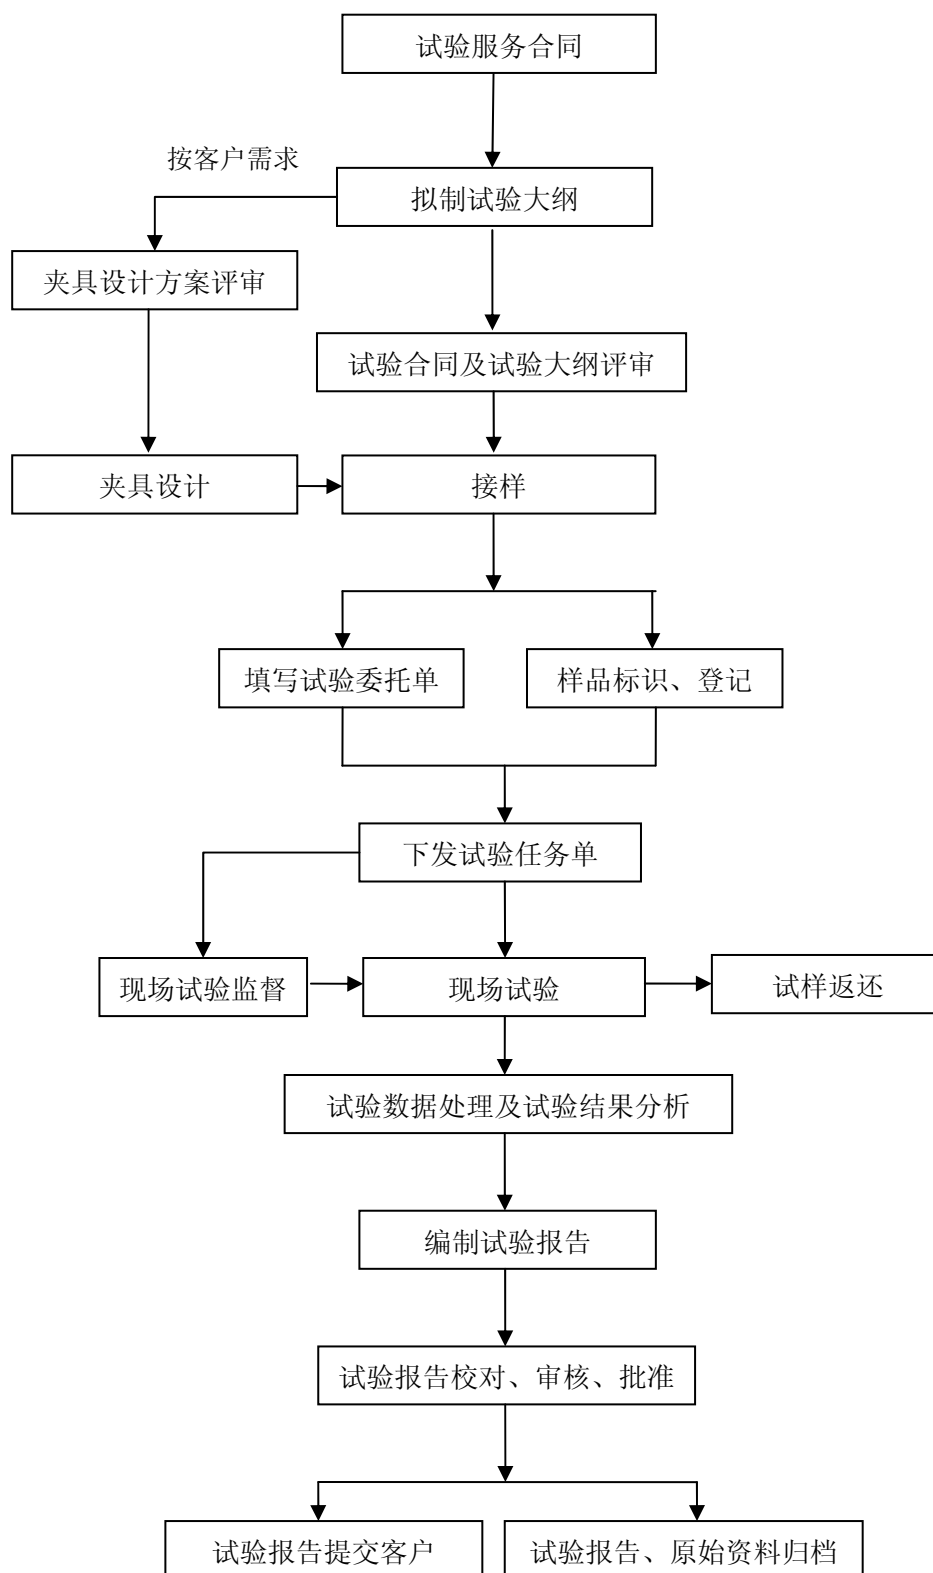 试验服务合同
按客户需求
拟制试验大纲
夹具设计方案评审
试验合同及试验大纲评审
夹具设计
接样
填写试验委托单
样品标识、登记
下发试验任务单
现场试验监督
现场试验
试样返还
试验数据处理及试验结果分析
编制试验报告
试验报告校对、审核、批准
试验报告提交客户
试验报告、原始资料归档